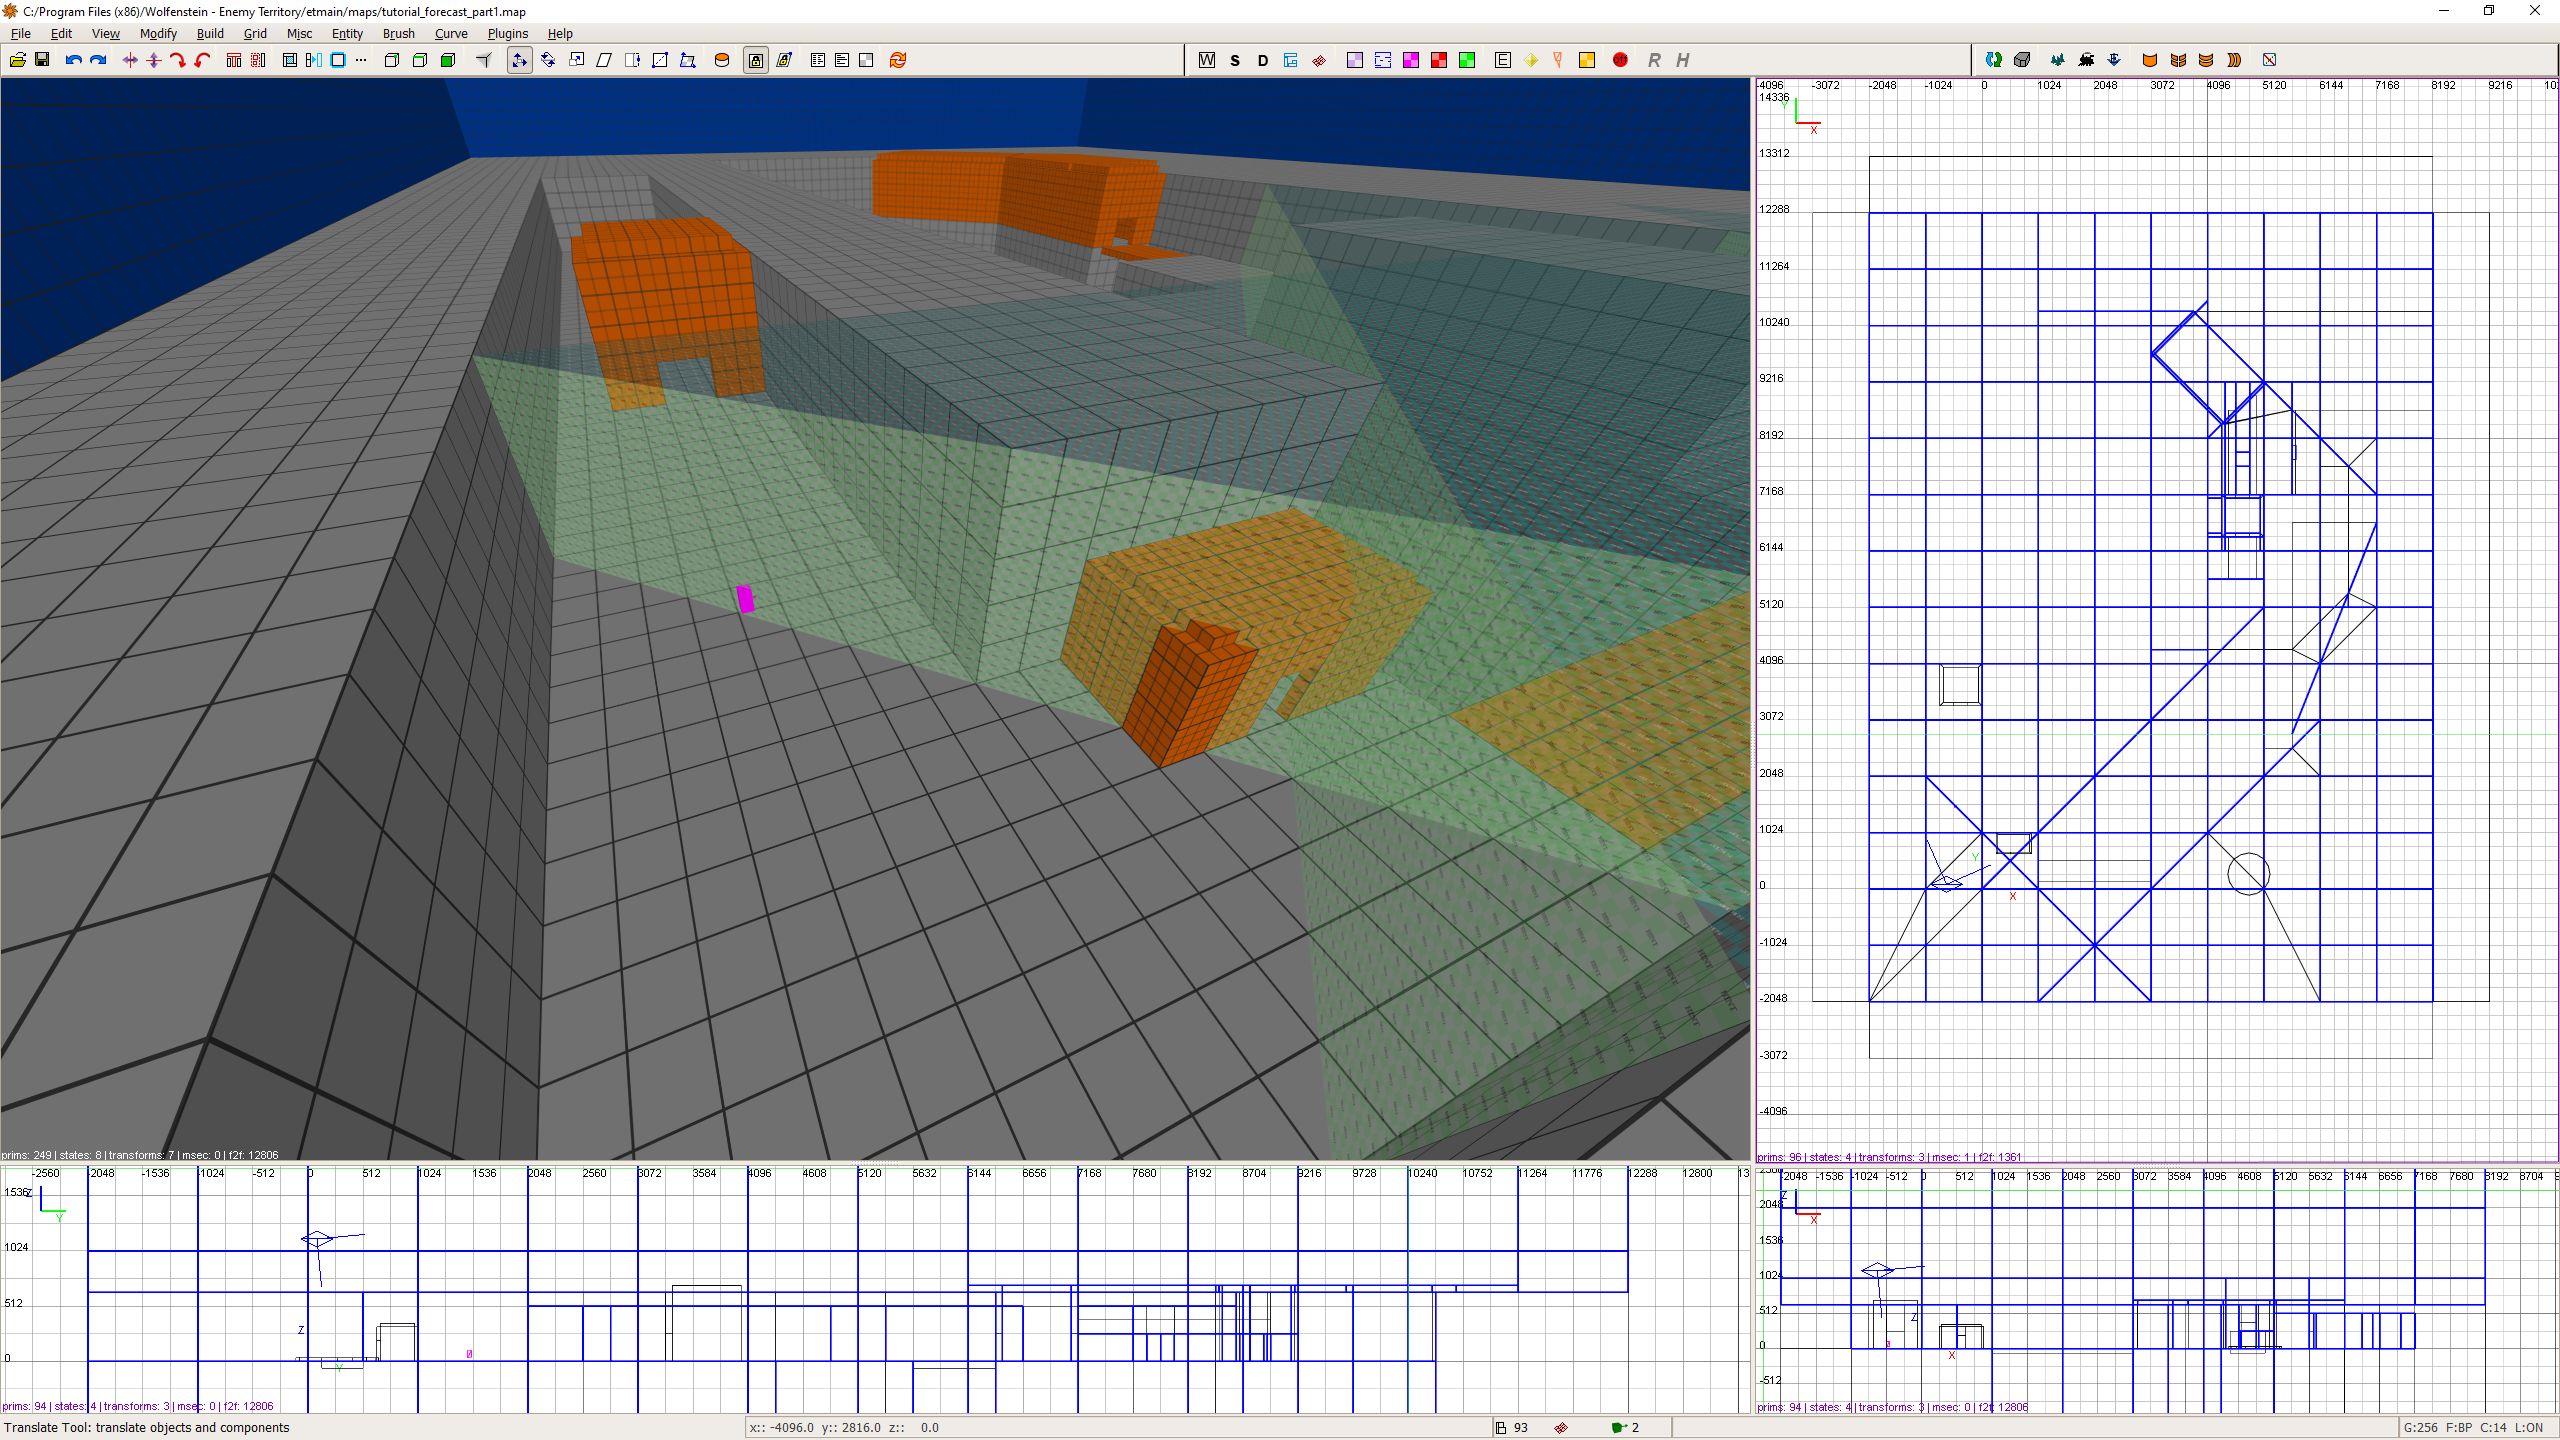 C:/Program Files (x86)/Wolfenstein - Enemy Territory/etmain/maps/tutorial_forecast_part1.map
File Edit View Modify Build Grid Misc Entity Brush Curve Plugins Help
W S D E Off R H
-4096 -3072 -2048 -1024 0 1024 2048 3072 4096 5120 6144 7168 8192 9216
14336
X
13312
12288
11264
10240
9216
8192
7168
6144
5120
4096
3072
2048
1024
Y
0
X
-1024
-2048
-3072
-4096
prims: 249 | states: 8 | transforms: 7 | msec: 0 | f2f: 12806
prims: 96 | states: 4 | transforms: 3 | msec: 1 | f2f: 1361
-2560 -2048 -1536 -1024 -512 0 512 1024 1536 2048 2560 3072 3584 4096 4608 5120 5632 6144 6656 7168 7680 8192 8704 9216 9728 10240 10752 11264 11776 12288 12800
1536
Z
Y
1024
512
Z
0
Y
prims: 94 | states: 4 | transforms: 3 | msec: 0 | f2f: 12806
-2048 -1536 -1024 -512 0 512 1024 1536 2048 2560 3072 3584 4096 4608 5120 5632 6144 6656 7168 7680 8192 8704
Z
2048
X
1536
1024
512
Z
0
X
-512
prims: 94 | states: 4 | transforms: 3 | msec: 0 | f2f: 12806
Translate Tool: translate objects and components
x:: -4096.0 y:: 2816.0 z:: 0.0
93
2
G:256 F:BP C:14 L:ON